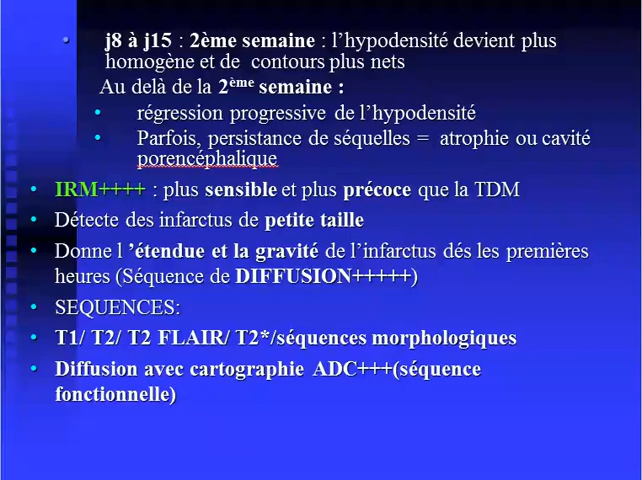 j8 à j15 : 2ème semaine : l’hypodensité devient plus
homogène et de contours plus nets
Au delà de la 2ème semaine :
régression progressive de l’hypodensité
Parfois, persistance de séquelles = atrophie ou cavité
porencéphalique
IRM++++ : plus sensible et plus précoce que la TDM
Détecte des infarctus de petite taille
Donne l ’étendue et la gravité de l’infarctus dés les premières
heures (Séquence de DIFFUSION+++++)
SEQUENCES:
T1/ T2/ T2 FLAIR/ T2*/séquences morphologiques
Diffusion avec cartographie ADC+++(séquence
fonctionnelle)